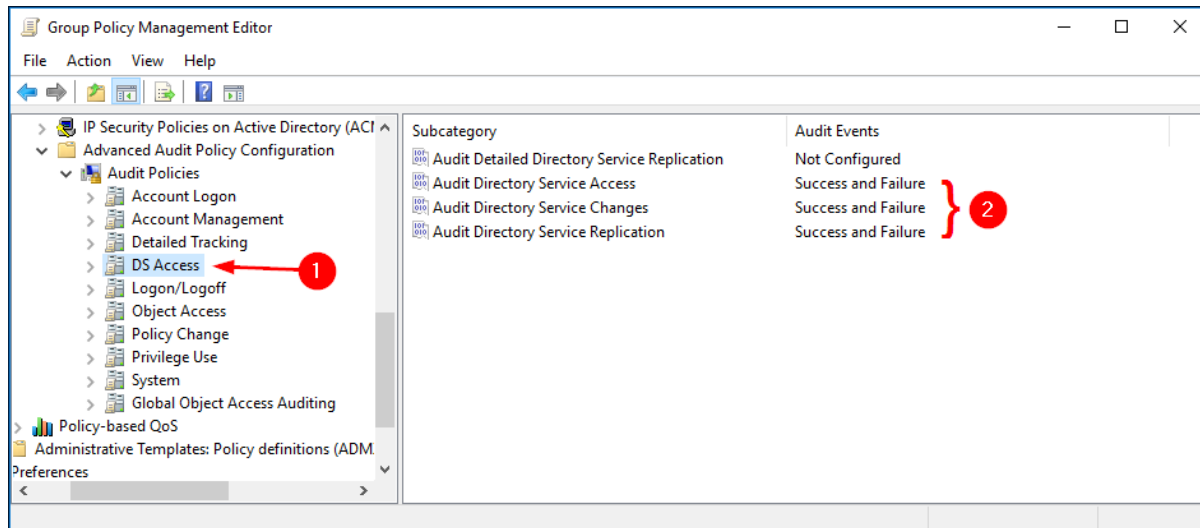 Group Policy Management Editor
File Action View Help
IP Security Policies on Active Directory (ACM
Advanced Audit Policy Configuration
Audit Policies
Account Logon
Account Management
Detailed Tracking
DS Access
1
Logon/Logoff
Object Access
Policy Change
Privilege Use
System
Global Object Access Auditing
Policy-based QoS
Administrative Templates: Policy definitions (ADM
Preferences
Subcategory Audit Events
Audit Detailed Directory Service Replication Not Configured
Audit Directory Service Access Success and Failure
Audit Directory Service Changes Success and Failure
2
Audit Directory Service Replication Success and Failure